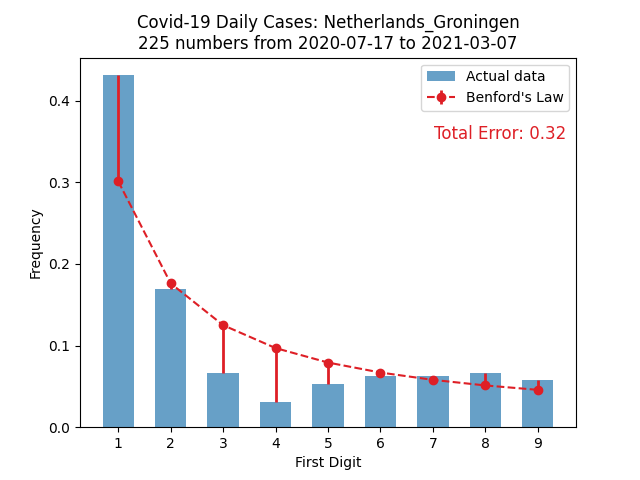 Covid-19 Daily Cases: Netherlands_Groningen
225 numbers from 2020-07-17 to 2021-03-07
Actual data
Benford's Law
Total Error: 0.32
Frequency
0.4
0.3
0.2
0.1
0.0
1 2 3 4 5 6 7 8 9
First Digit